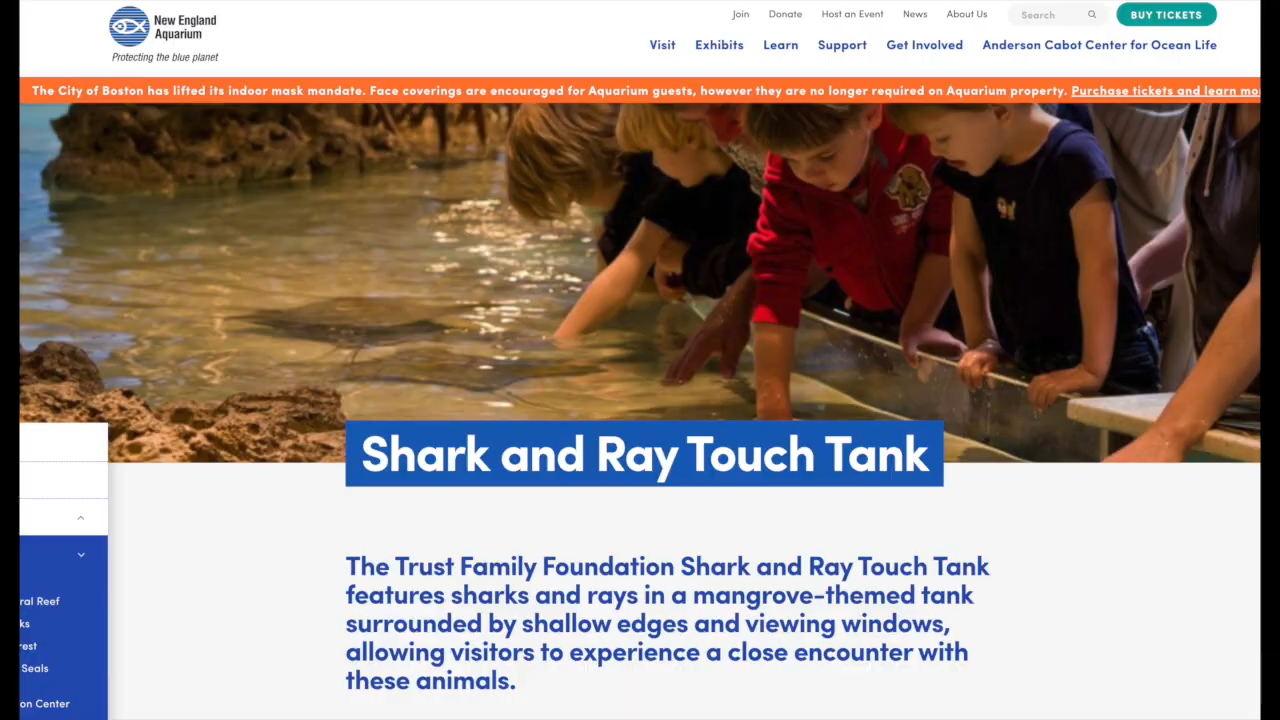 New England
Aquarium
Protecting the blue planet
Join Donate Host an Event News About Us Search BUY TICKETS
Visit Exhibits Learn Support Get Involved Anderson Cabot Center for Ocean Life
The City of Boston has lifted its indoor mask mandate. Face coverings are encouraged for Aquarium guests, however they are no longer required on Aquarium property. Purchase tickets and learn mo
Shark and Ray Touch Tank
The Trust Family Foundation Shark and Ray Touch Tank
features sharks and rays in a mangrove-themed tank
surrounded by shallow edges and viewing windows,
allowing visitors to experience a close encounter with
these animals.
ral Reef
ks
rest
Seals
on Center